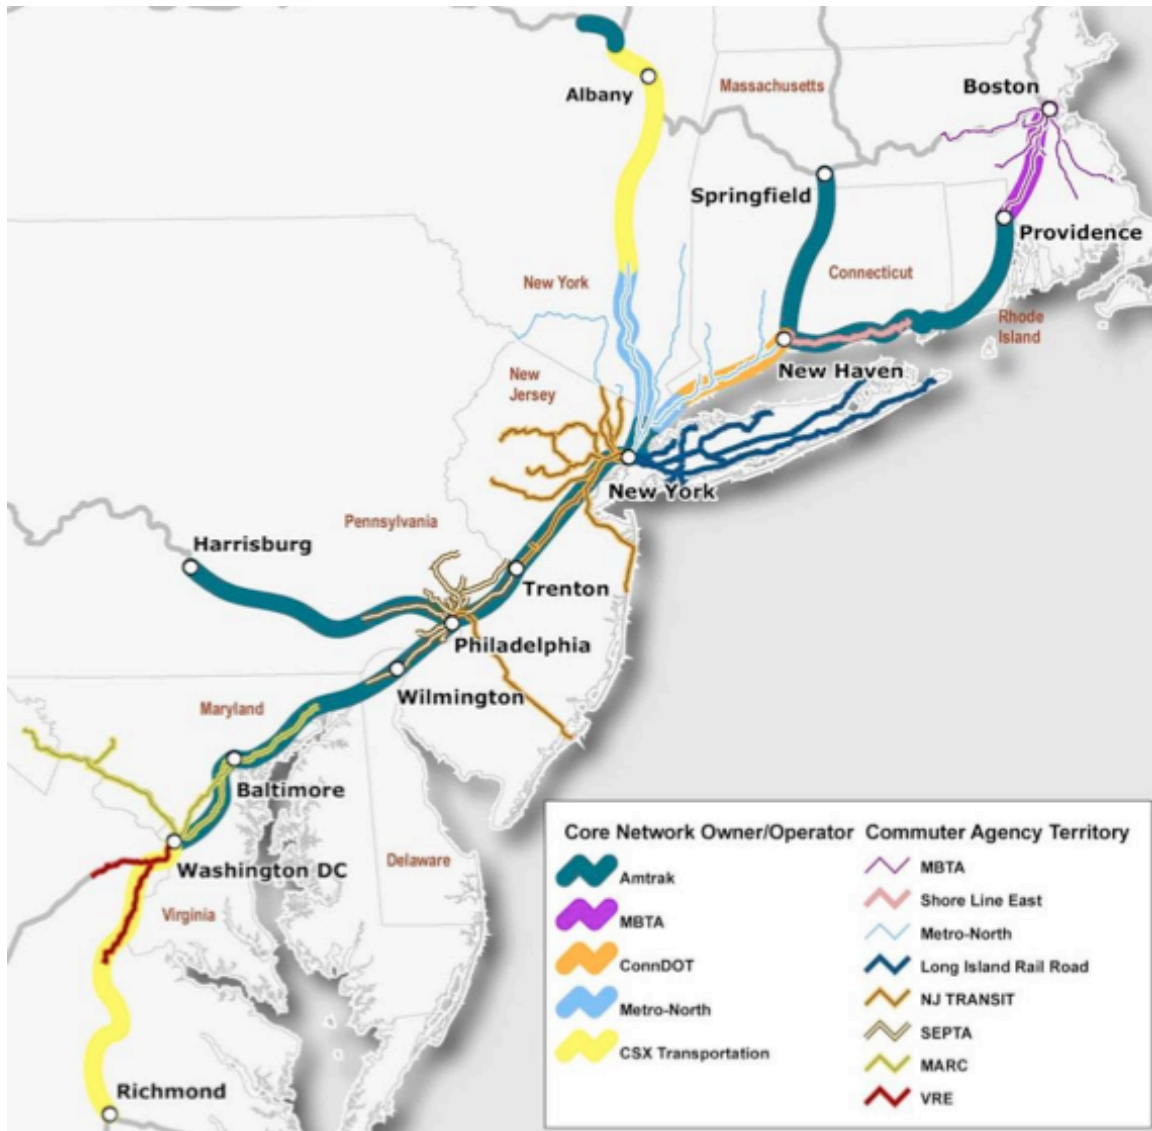 Albany
Massachusetts
Boston
Springfield
Providence
Connecticut
New York
Rhode
Island
New
Jersey
New Haven
New York
Pennsylvania
Harrisburg
Trenton
Philadelphia
Wilmington
Maryland
Baltimore
Washington DC
Delaware
Virginia
Richmond
Core Network Owner/Operator
Amtrak
MBTA
ConnDOT
Metro-North
CSX Transportation
Commuter Agency Territory
MBTA
Shore Line East
Metro-North
Long Island Rail Road
NJ TRANSIT
SEPTA
MARC
VRE